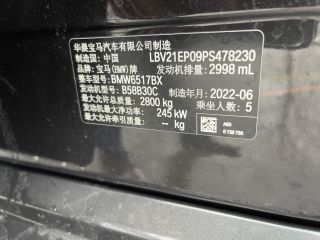 华晨宝马汽车有限公司制造
制造国：中国 LBV21EP09PS478230
品牌：宝马(BMW)牌 发动机排量：2998 mL
整车型号：BMW6517BX
发动机型号：B58B30C 制造年月：2022-06
最大允许总质量：2800 kg 乘坐人数：5
发动机最大净功率：245 kW
最大允许牵引质量：-- kg
A99